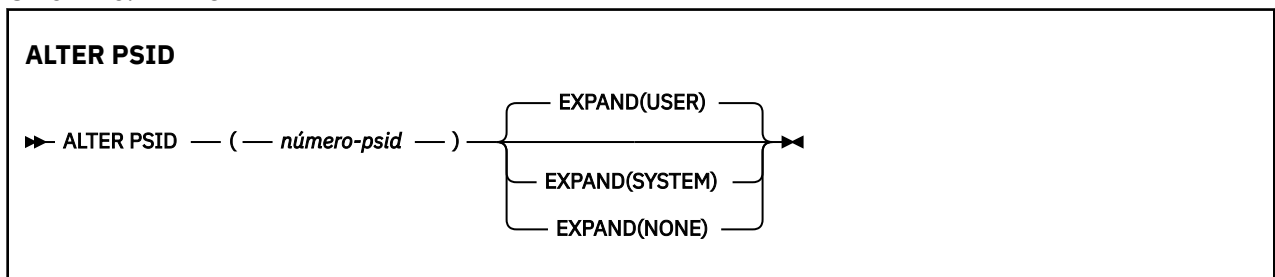 ALTER PSID
EXPAND(USER)
ALTER PSID ( número-psid )
EXPAND(SYSTEM)
EXPAND(NONE)